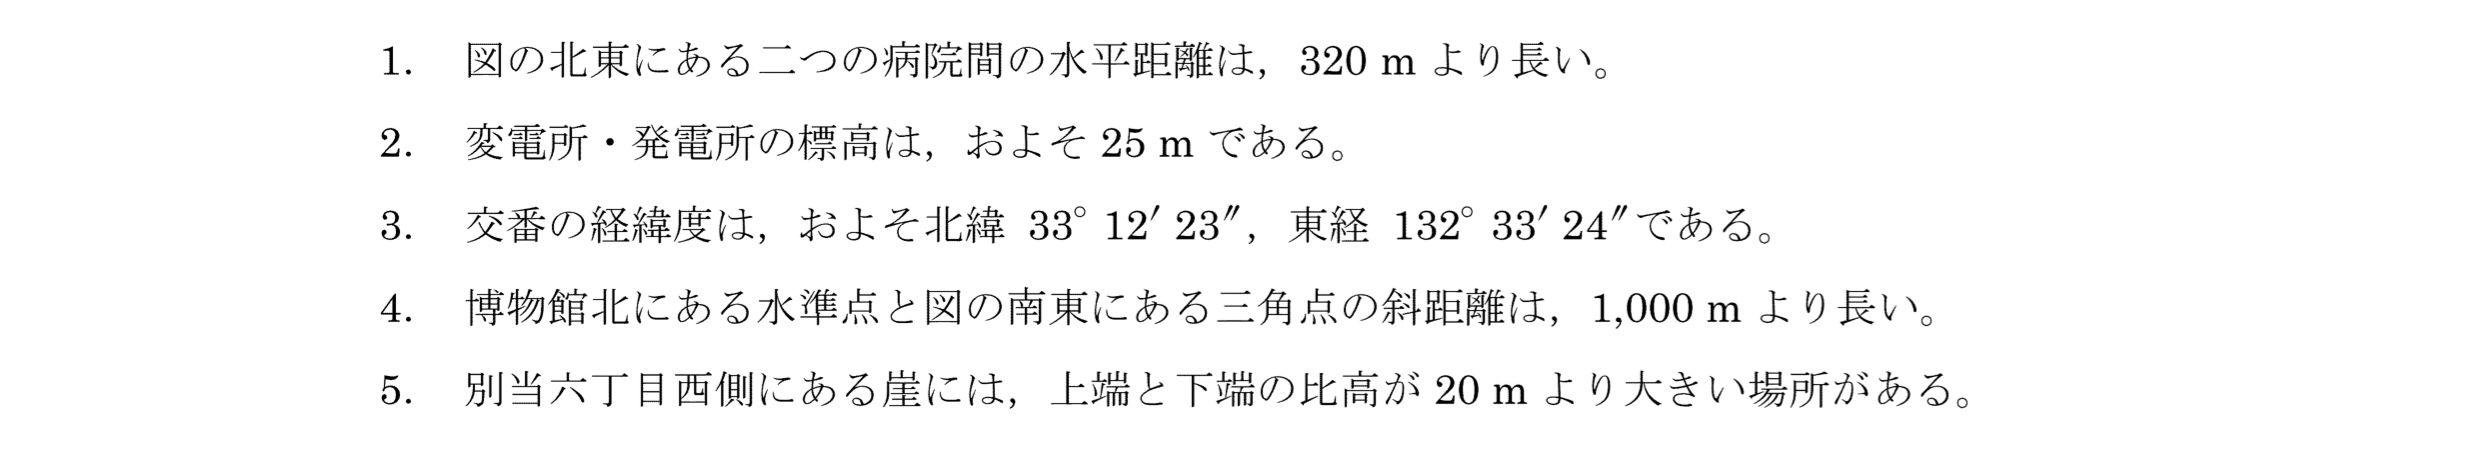 1. 図の北東にある二つの病院間の水平距離は，320 m より長い。
2. 変電所・発電所の標高は，およそ 25 m である。
3. 交番の経緯度は，およそ北緯 33° 12′ 23″，東経 132° 33′ 24″である。
4. 博物館北にある水準点と図の南東にある三角点の斜距離は，1,000 m より長い。
5. 別当六丁目西側にある崖には，上端と下端の比高が 20 m より大きい場所がある。